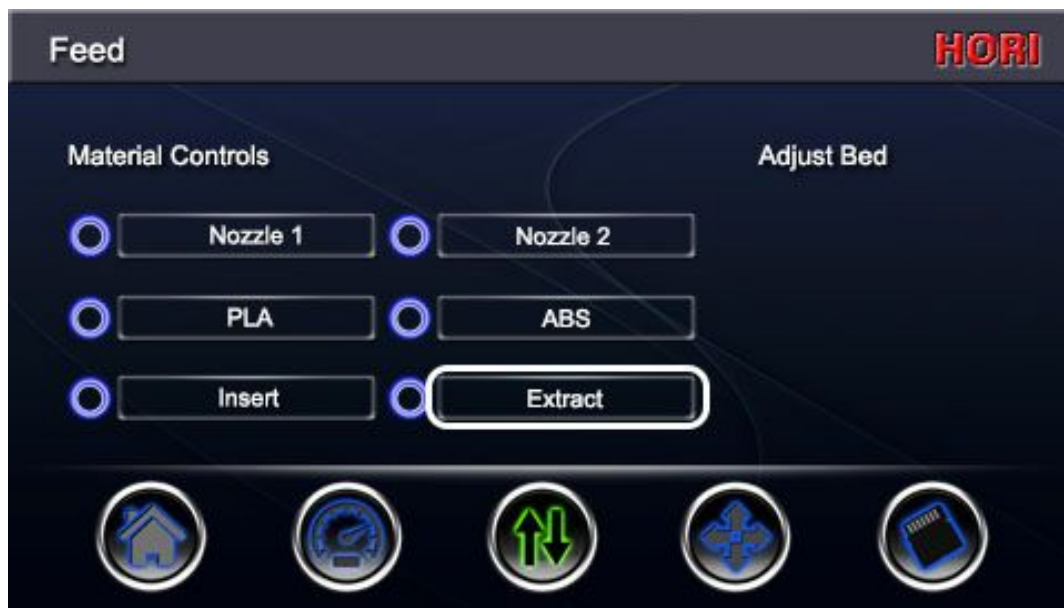 Feed HORI
Material Controls Adjust Bed
Nozzle 1 Nozzle 2
PLA ABS
Insert Extract